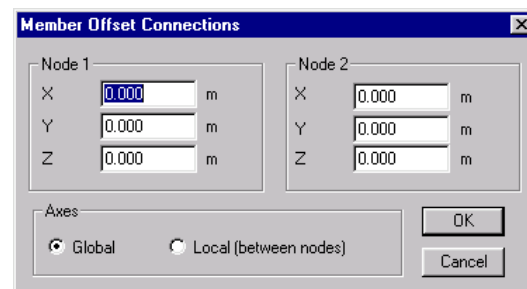 Member Offset Connections
Node 1
X 0.000 m
Y 0.000 m
Z 0.000 m
Node 2
X 0.000 m
Y 0.000 m
Z 0.000 m
Axes
Global Local (between nodes)
OK
Cancel